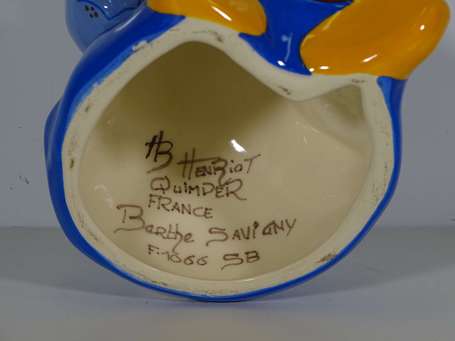 HB HENRIOT
QUIMPER
FRANCE
Berthe SAVIGNY
F.1066 SB